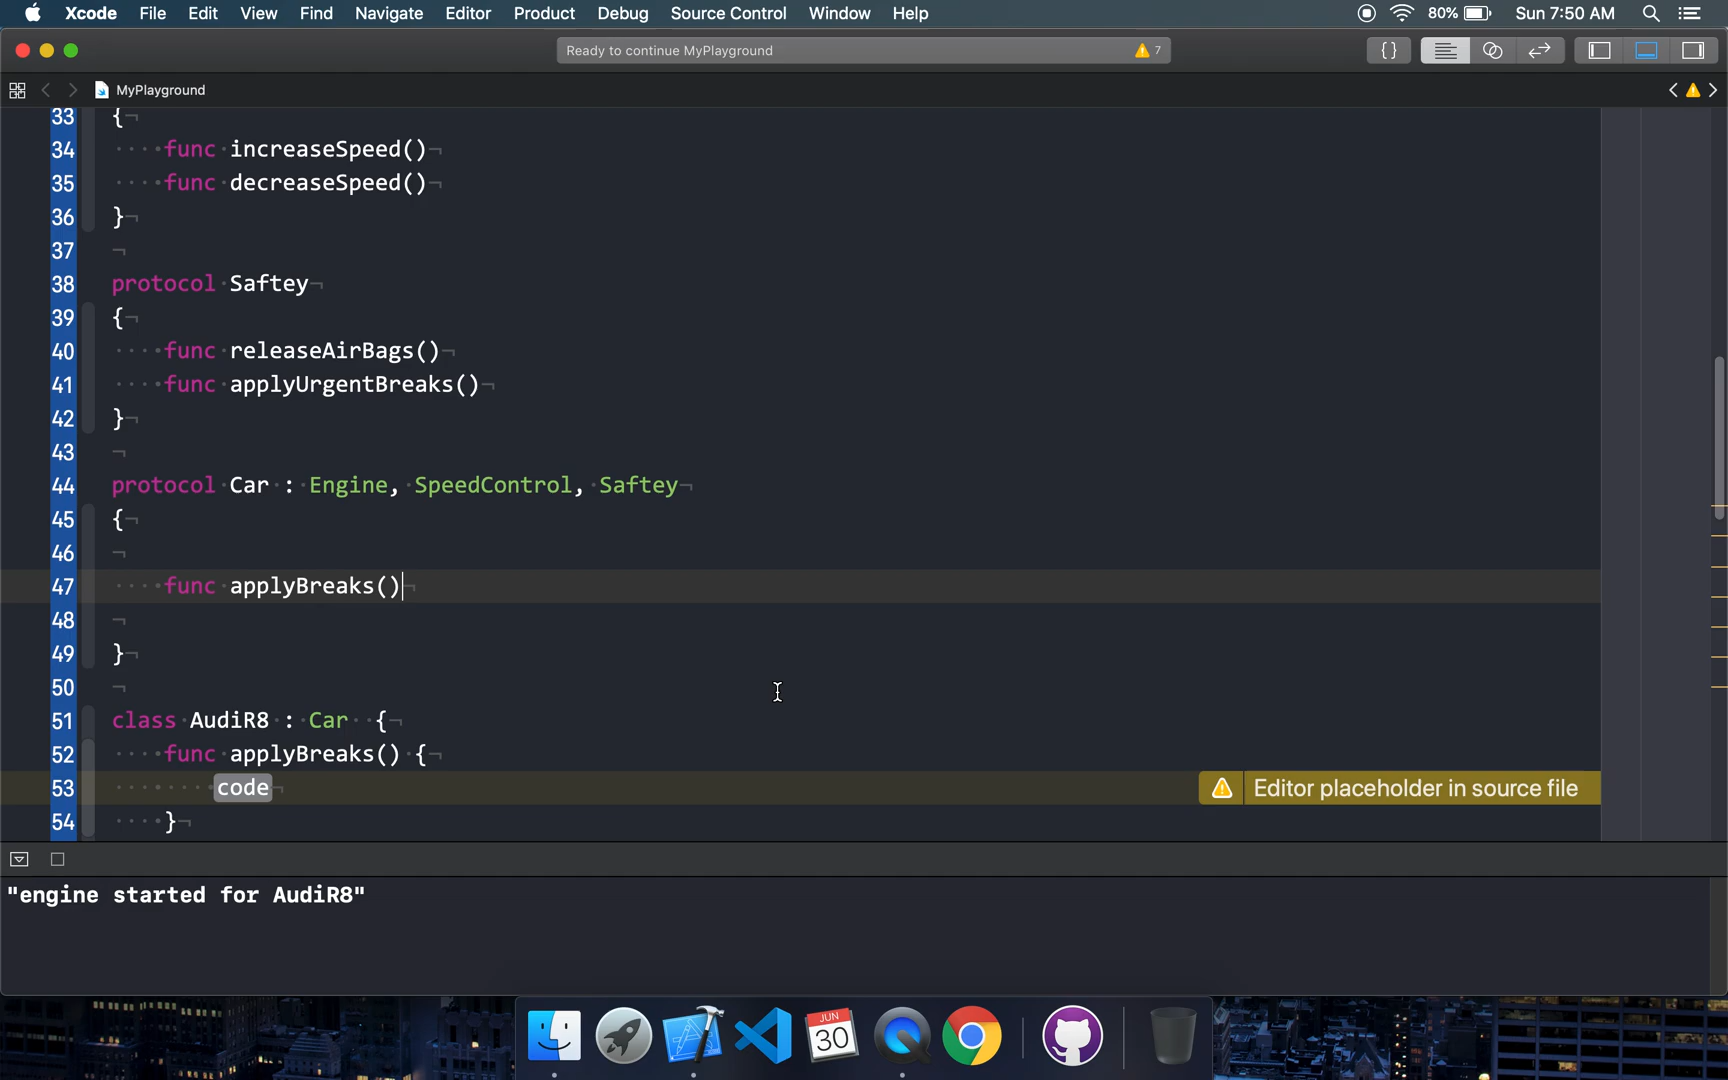 Xcode File Edit View Find Navigate Editor Product Debug Source Control Window Help 80% Sun 7:50 AM
Ready to continue MyPlayground 7 {}
MyPlayground
33 {
34 func increaseSpeed()
35 func decreaseSpeed()
36 }
37
38 protocol Saftey
39 {
40 func releaseAirBags()
41 func applyUrgentBreaks()
42 }
43
44 protocol Car : Engine, SpeedControl, Saftey
45 {
46
47 func applyBreaks()
48
49 }
50
51 class AudiR8 : Car {
52 func applyBreaks() {
53 code Editor placeholder in source file
54 }
"engine started for AudiR8"
JUN
30